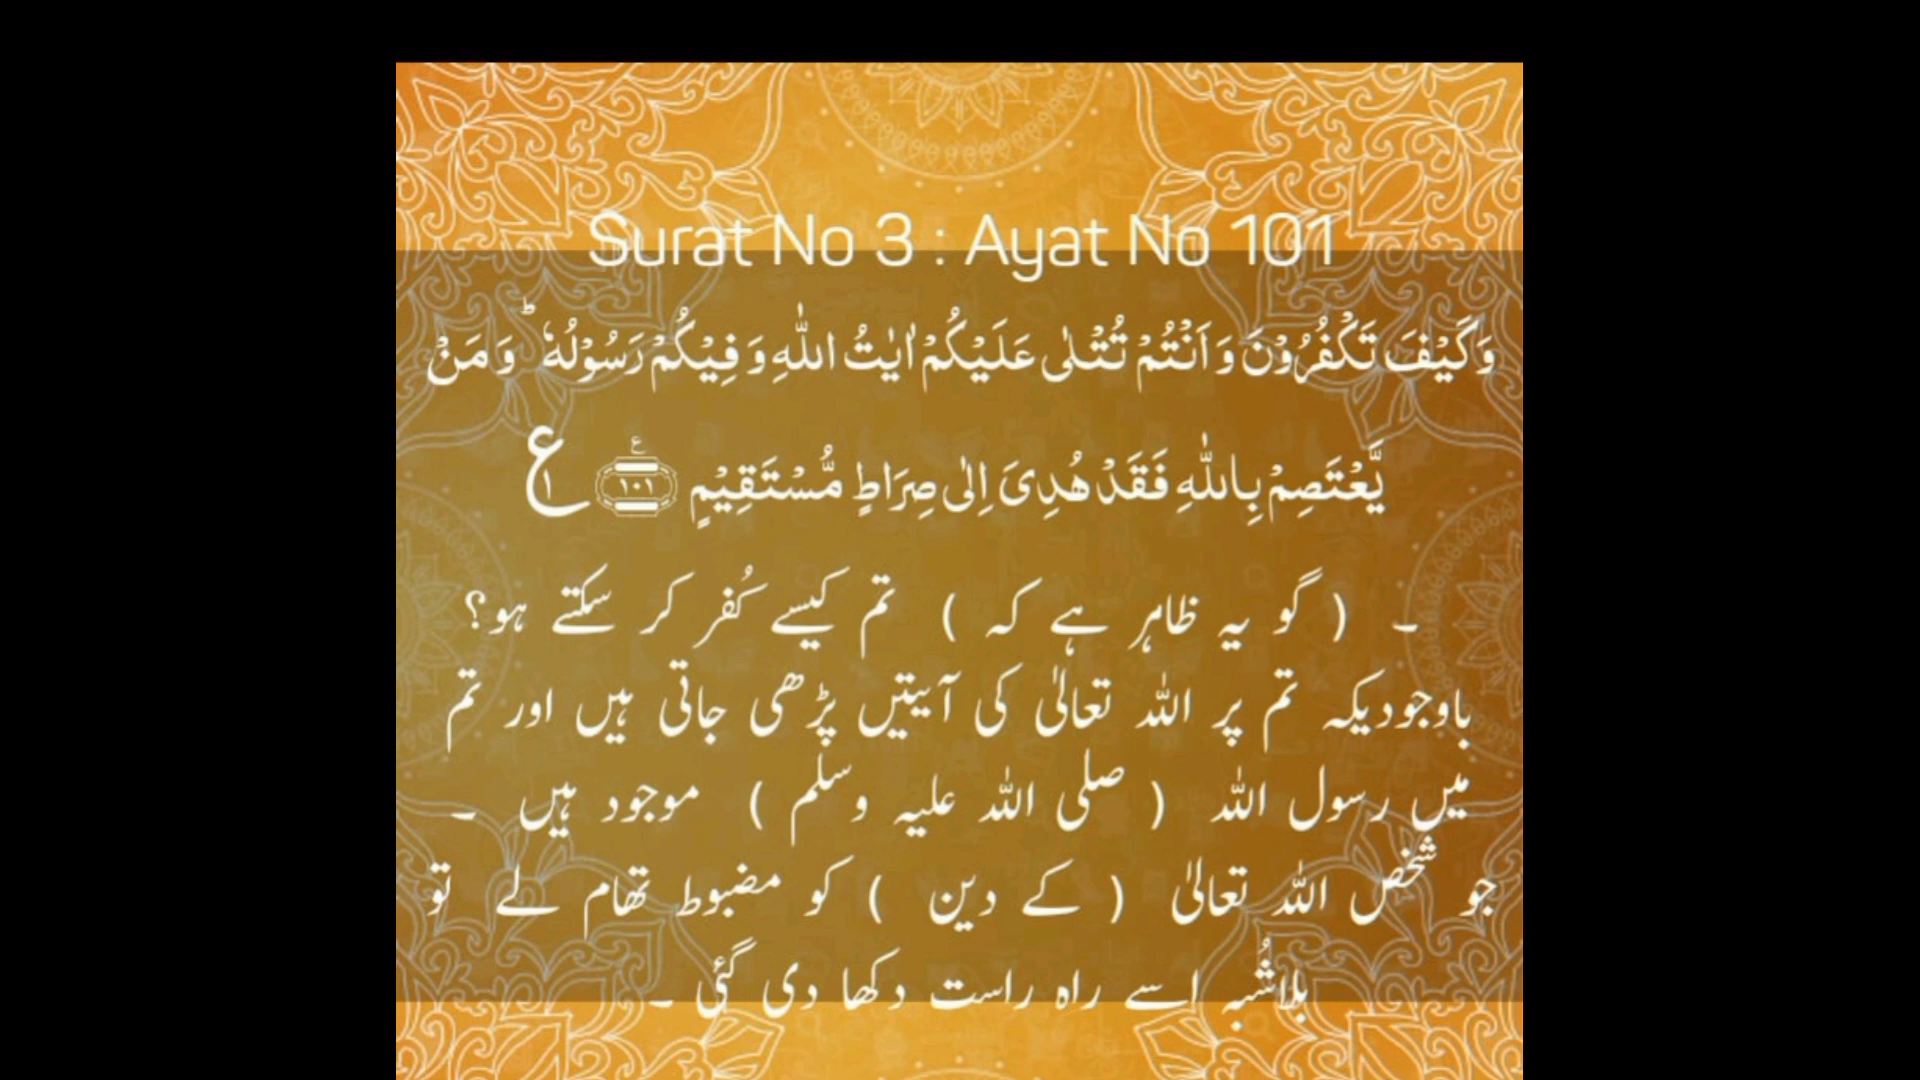 Surat No 3 : Ayat No 101
وَكَيْفَ تَكْفُرُوْنَ وَاَنْتُمْ تُتْلٰى عَلَيْكُمْ اٰيٰتُ اللّٰهِ وَفِيْكُمْ رَسُوْلُهٗ ؕ وَمَنْ
يَّعْتَصِمْ بِاللّٰهِ فَقَدْ هُدِىَ اِلٰى صِرَاطٍ مُّسْتَقِيْمٍ ﴿۱۰۱﴾ ع
۔ ( گو یہ ظاہر ہے کہ ) تم کیسے کُفر کر سکتے ہو؟
باوجودیکہ تم پر اللہ تعالٰی کی آیتیں پڑھی جاتی ہیں اور تم
میں رسول اللہ ( صلی اللہ علیہ وسلم ) موجود ہیں ۔
جو شخص اللہ تعالٰی ( کے دین ) کو مضبوط تھام لے تو
بلاشُبہ اسے راہ راست دکھا دی گئی ۔